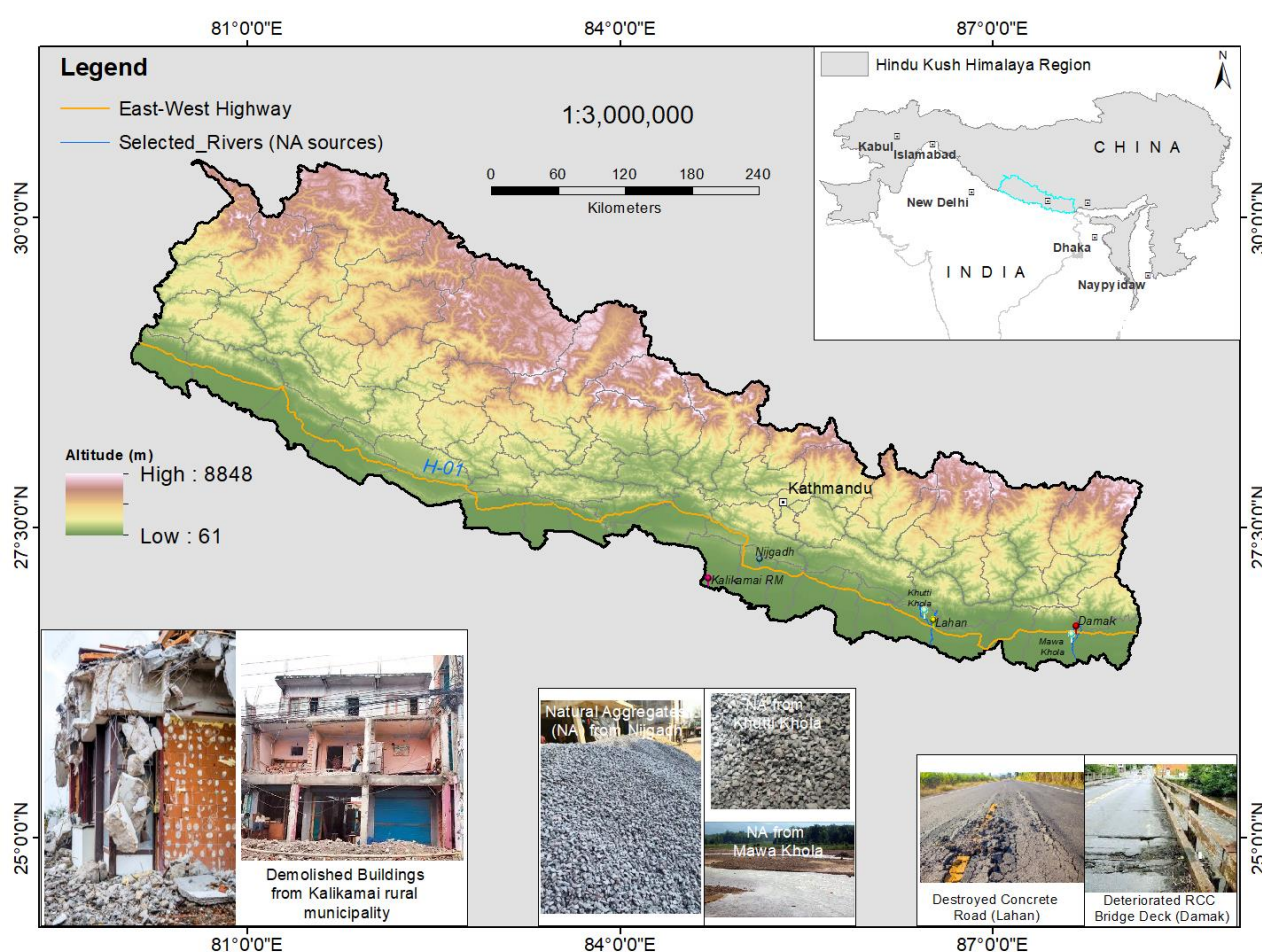 81°0'0"E
84°0'0"E
87°0'0"E
Legend
East-West Highway
Selected_Rivers (NA sources)
1:3,000,000
0 60 120 180 240
Kilometers
Hindu Kush Himalaya Region
N
CHINA
Kabul
Islamabad
New Delhi
Dhaka
INDIA
Naypyidaw
30°0'0"N
30°0'0"N
H-01
Altitude (m)
High : 8848
Low : 61
Kathmandu
27°30'0"N
27°30'0"N
Nijgadh
Kalikamai RM
Khutti
Khola
Lahan
Damak
Mawa
Khola
Demolished Buildings
from Kalikamai rural
municipality
Natural Aggregates
(NA) from Nijgadh
NA from
Khutti Khola
NA from
Mawa Khola
Destroyed Concrete
Road (Lahan)
Deteriorated RCC
Bridge Deck (Damak)
25°0'0"N
25°0'0"N
81°0'0"E
84°0'0"E
87°0'0"E